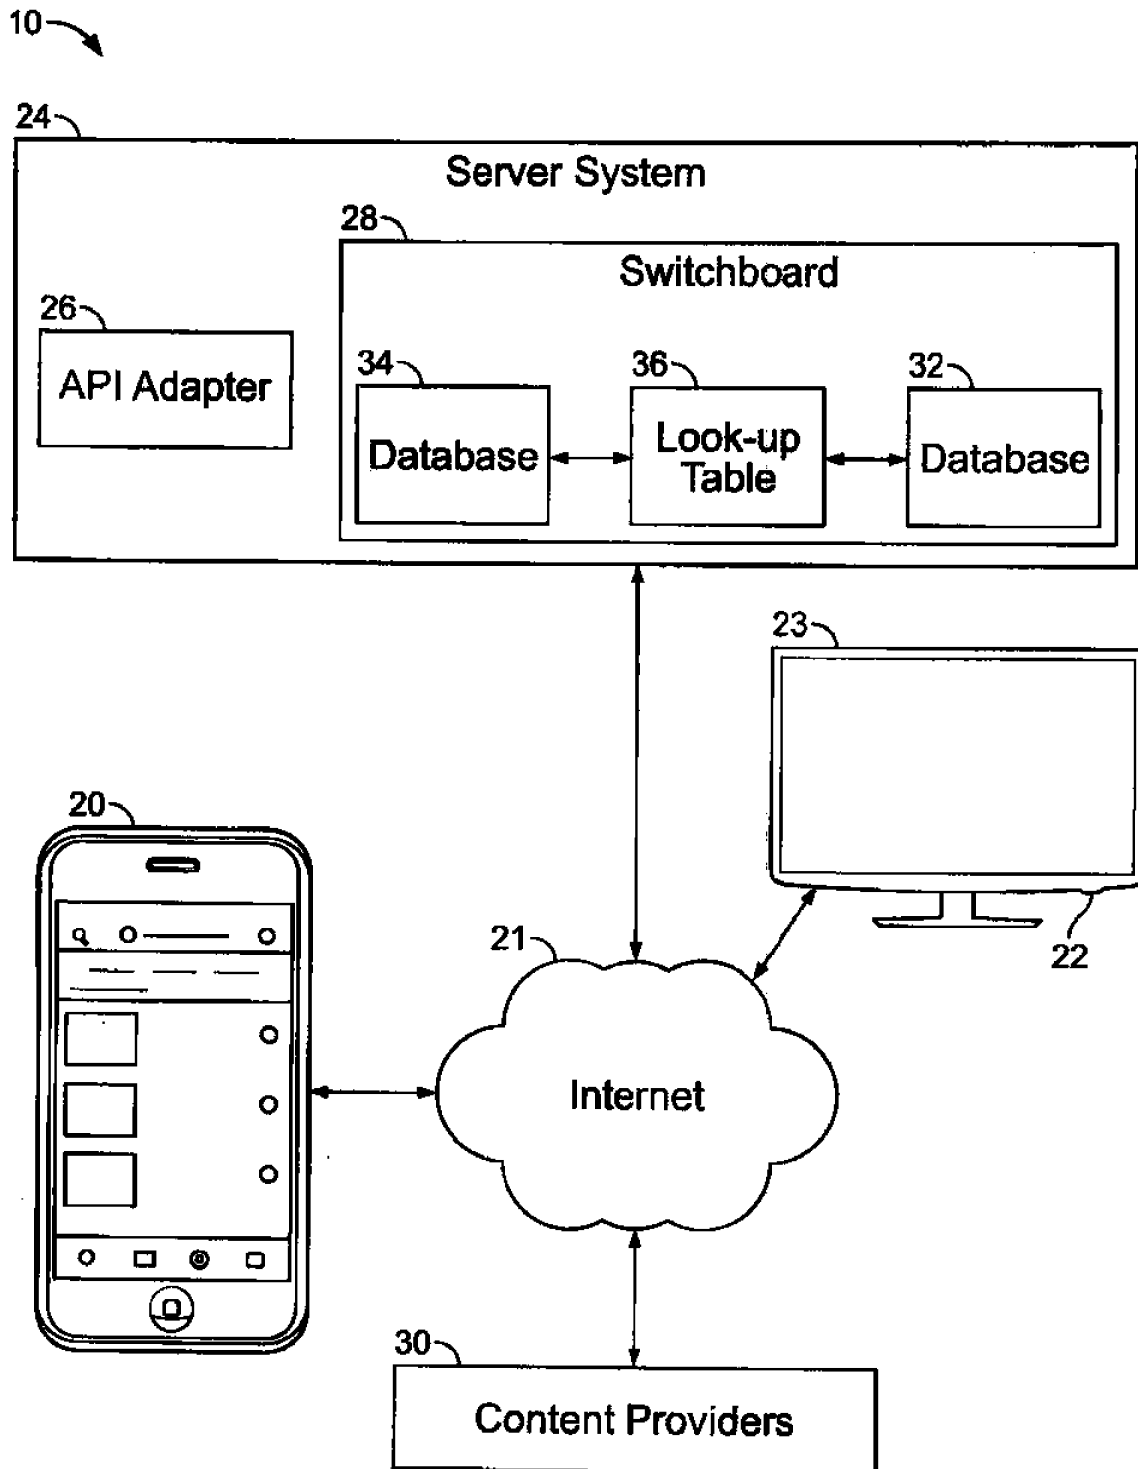 10
24
Server System
28
Switchboard
26
API Adapter
34
Database
36
Look-up
Table
32
Database
23
22
20
21
Internet
30
Content Providers